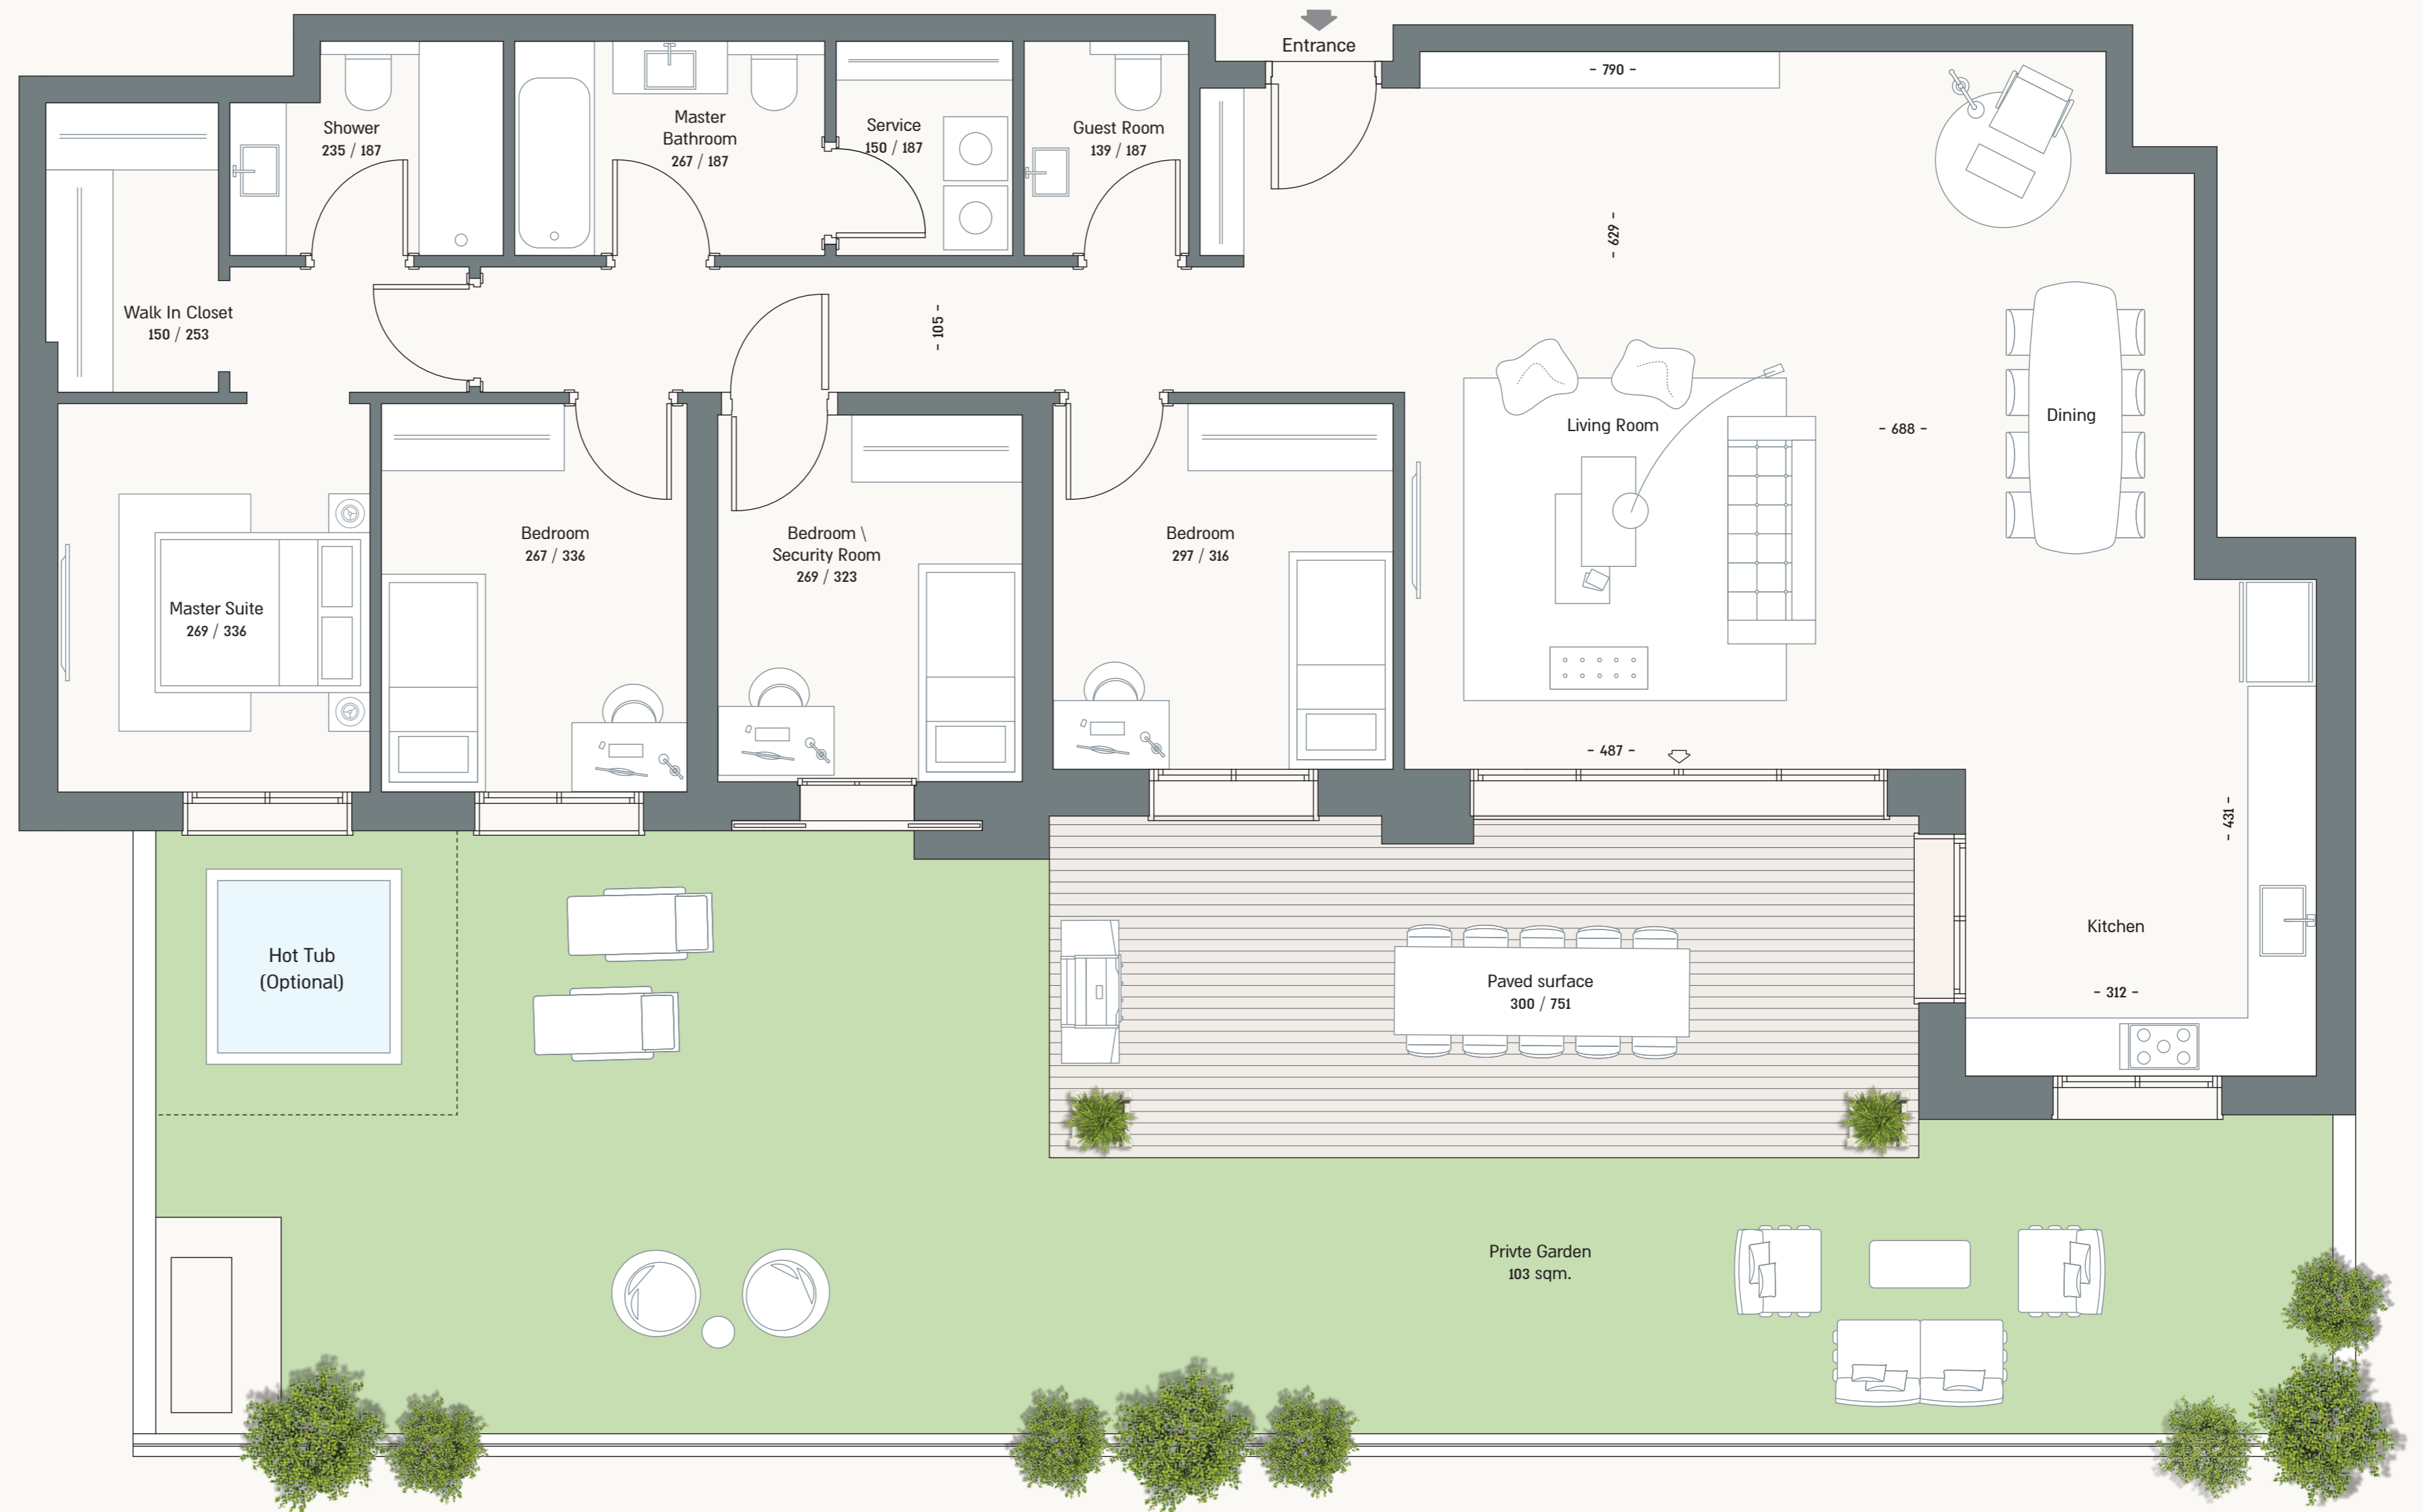 Entrance
- 790 -
Shower
235 / 187
Master
Bathroom
267 / 187
Service
150 / 187
Guest Room
139 / 187
- 629 -
Walk In Closet
150 / 253
- 105 -
Living Room
- 688 -
Dining
Master Suite
269 / 336
Bedroom
267 / 336
Bedroom \
Security Room
269 / 323
Bedroom
297 / 316
- 487 -
- 431 -
Hot Tub
(Optional)
Paved surface
300 / 751
Kitchen
- 312 -
Privte Garden
103 sqm.